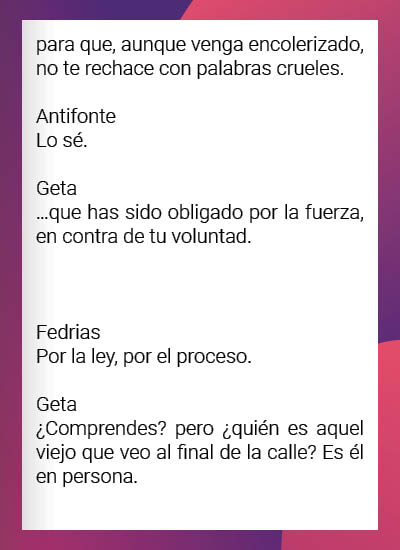 para que, aunque venga encolerizado,
no te rechace con palabras crueles.
Antifonte
Lo sé.
Geta
...que has sido obligado por la fuerza,
en contra de tu voluntad.
Fedrias
Por la ley, por el proceso.
Geta
¿Comprendes? pero ¿quién es aquel
viejo que veo al final de la calle? Es él
en persona.